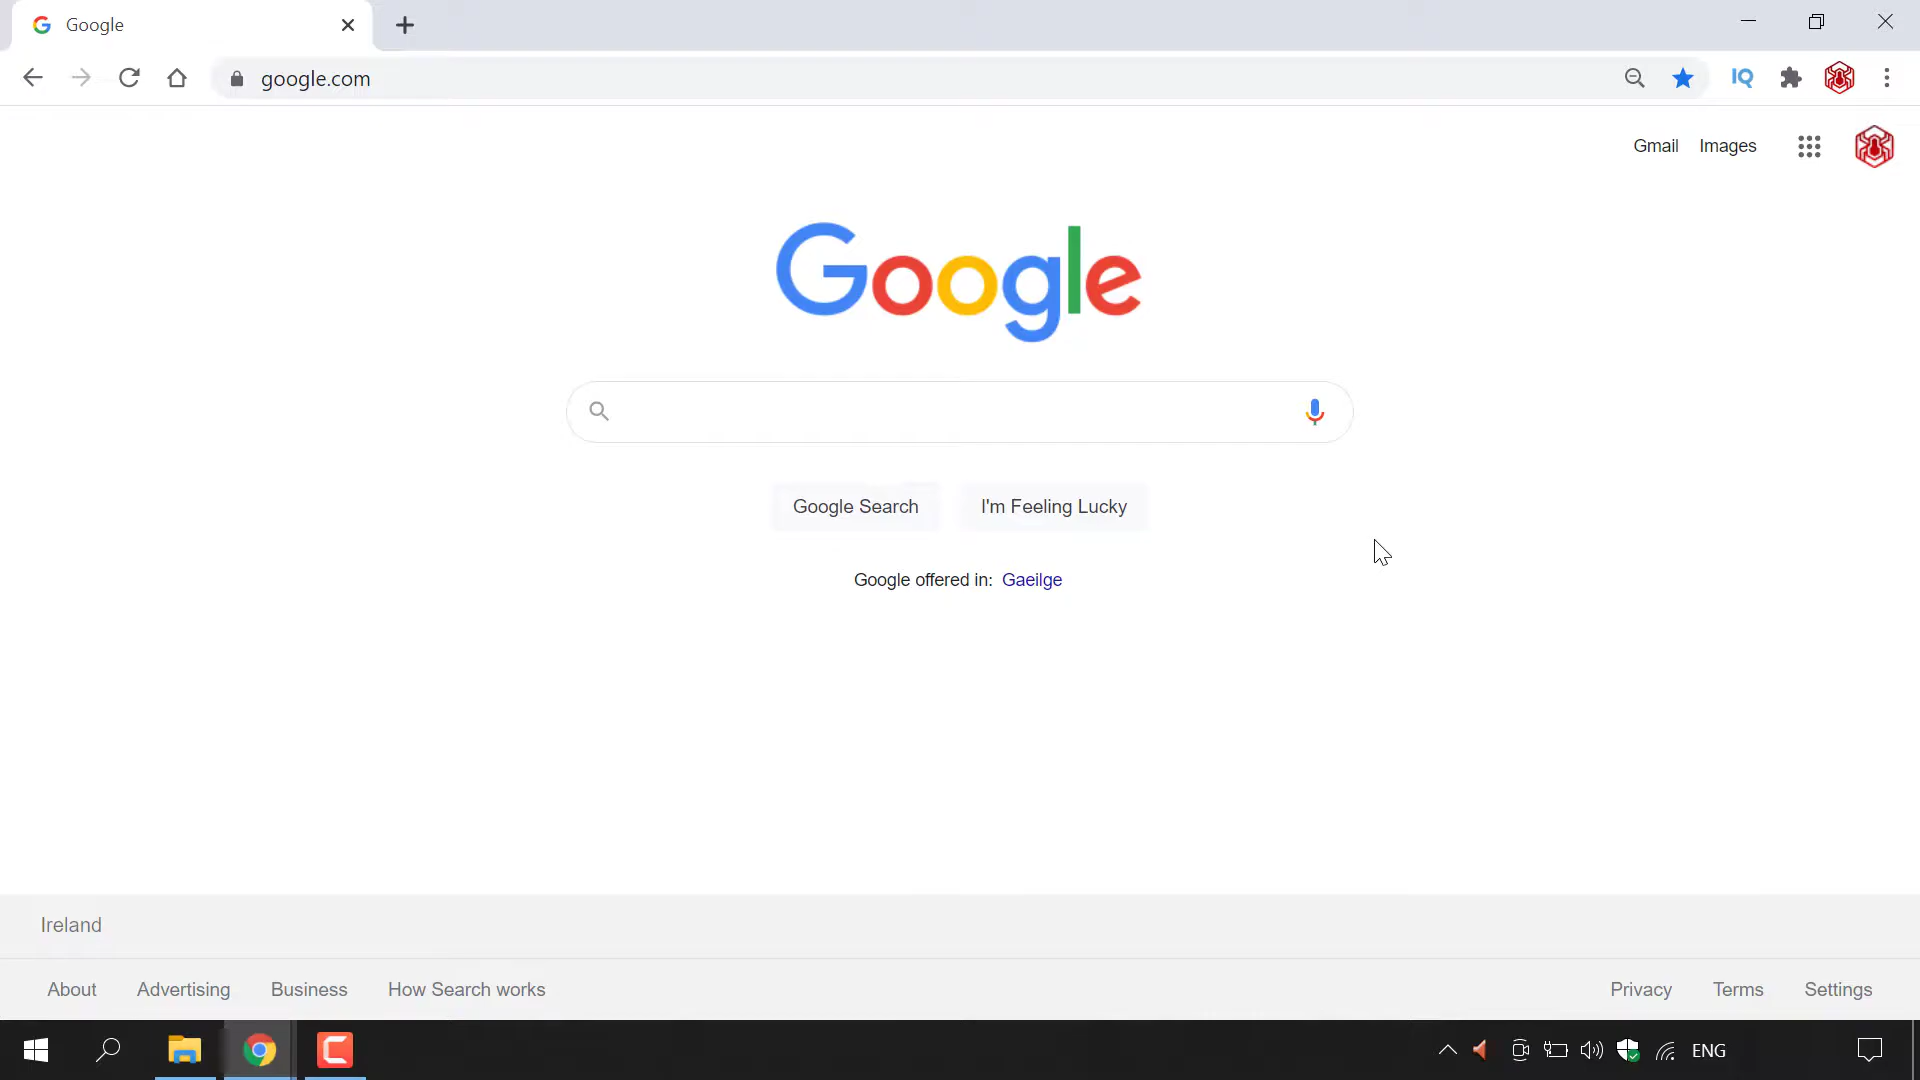 Google
google.com
IQ
Gmail Images
Google
Google Search I'm Feeling Lucky
Google offered in: Gaeilge
Ireland
About Advertising Business How Search works Privacy Terms Settings
ENG